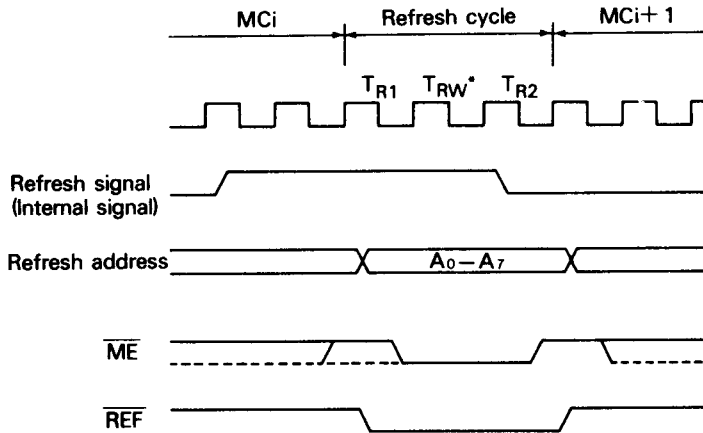 MCi Refresh cycle MCi+1
TR1 TRW* TR2
Refresh signal
(Internal signal)
Refresh address A0–A7
ME
REF